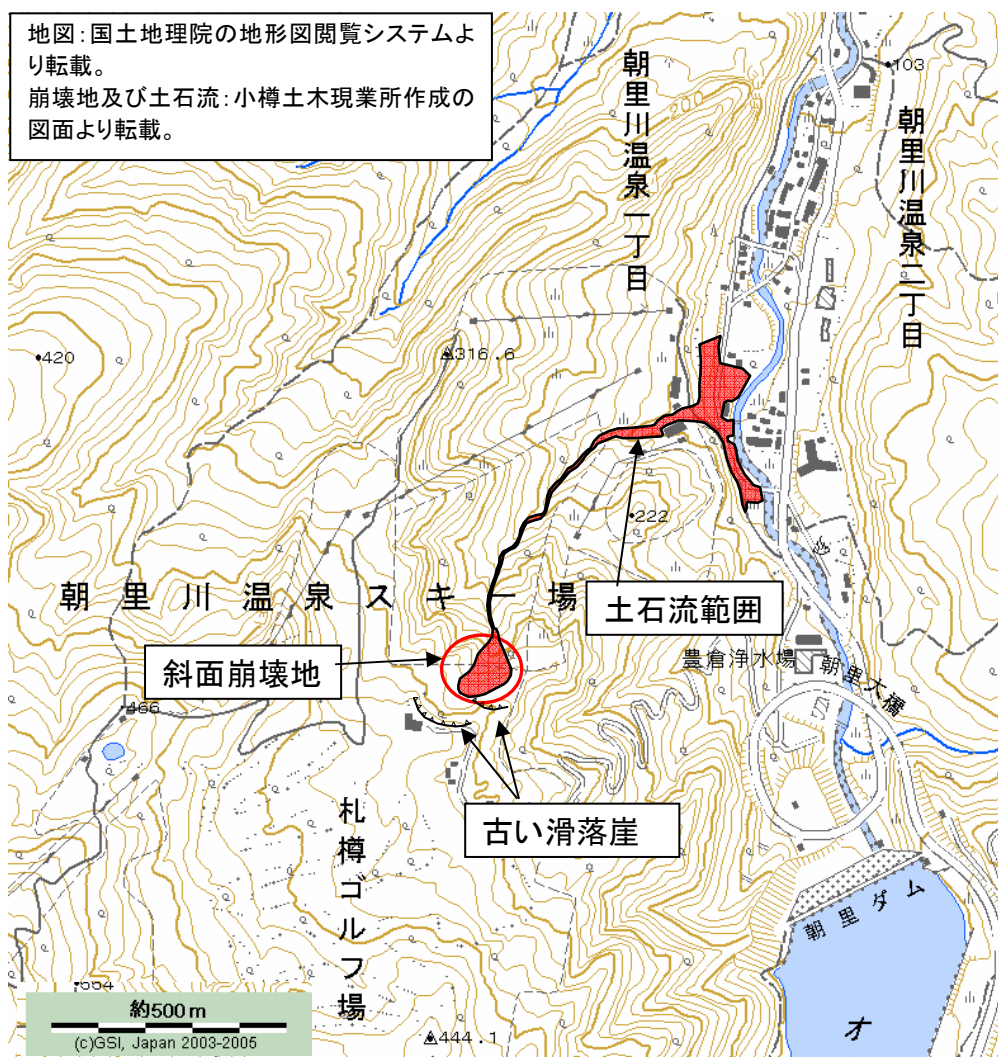 地図：国土地理院の地形図閲覧システムよ
り転載。
崩壊地及び土石流：小樽土木現業所作成の
図面より転載。
朝里川温泉一丁目
103
朝里川温泉二丁目
420
316.6
222
朝里川温泉スキー場
土石流範囲
斜面崩壊地
豊倉浄水場
朝里大橋
466
古い滑落崖
札樽ゴルフ場
朝里ダム
554
約500m
(c)GSI, Japan 2003-2005
444.1
オ